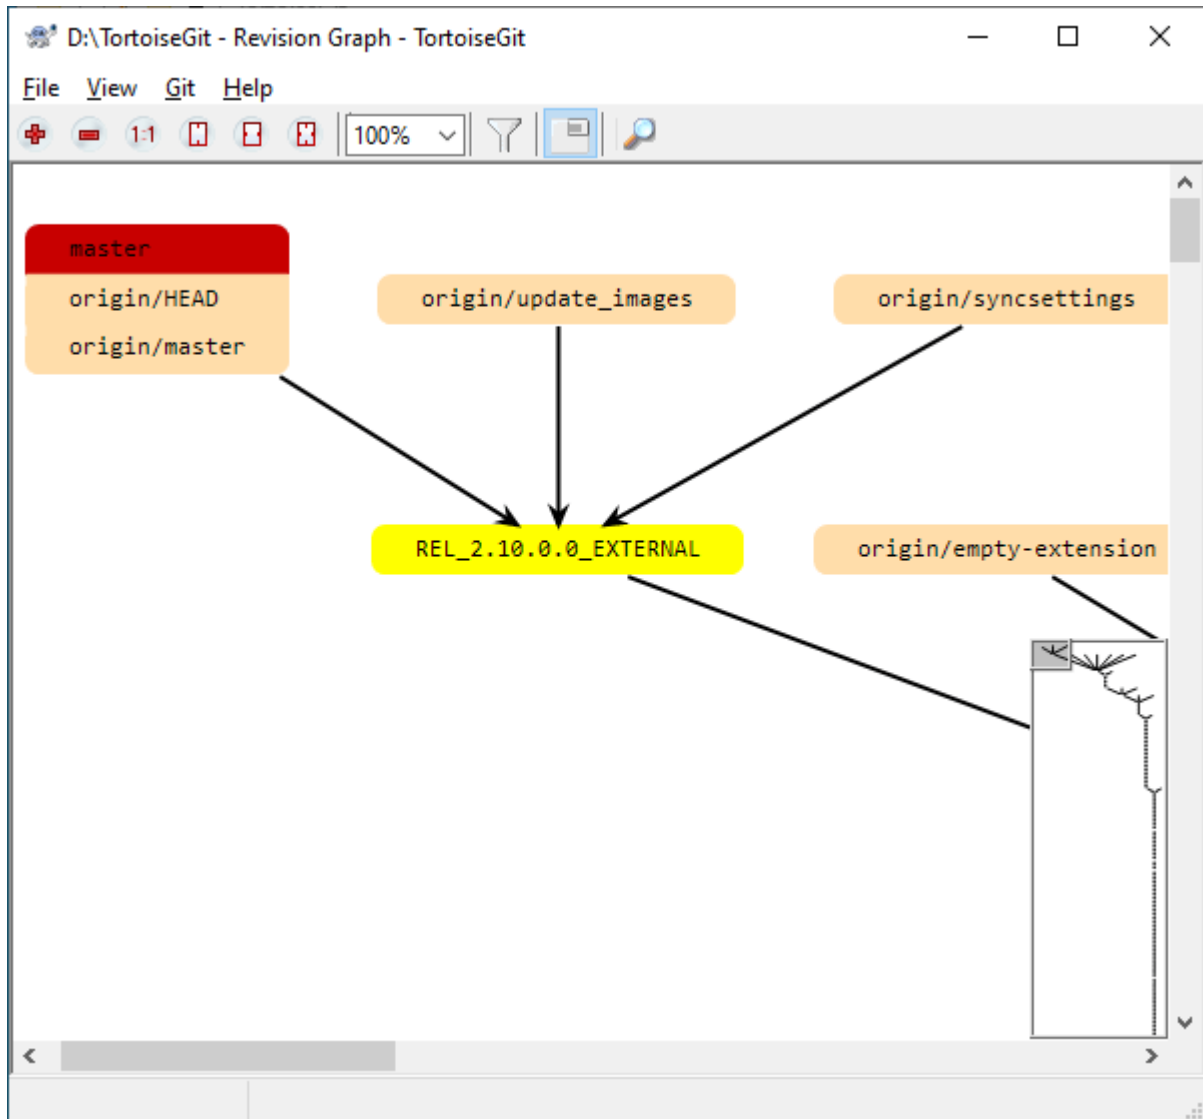 D:\TortoiseGit - Revision Graph - TortoiseGit
File View Git Help
1:1 100%
master
origin/HEAD
origin/master
origin/update_images
origin/syncsettings
REL_2.10.0.0_EXTERNAL
origin/empty-extension